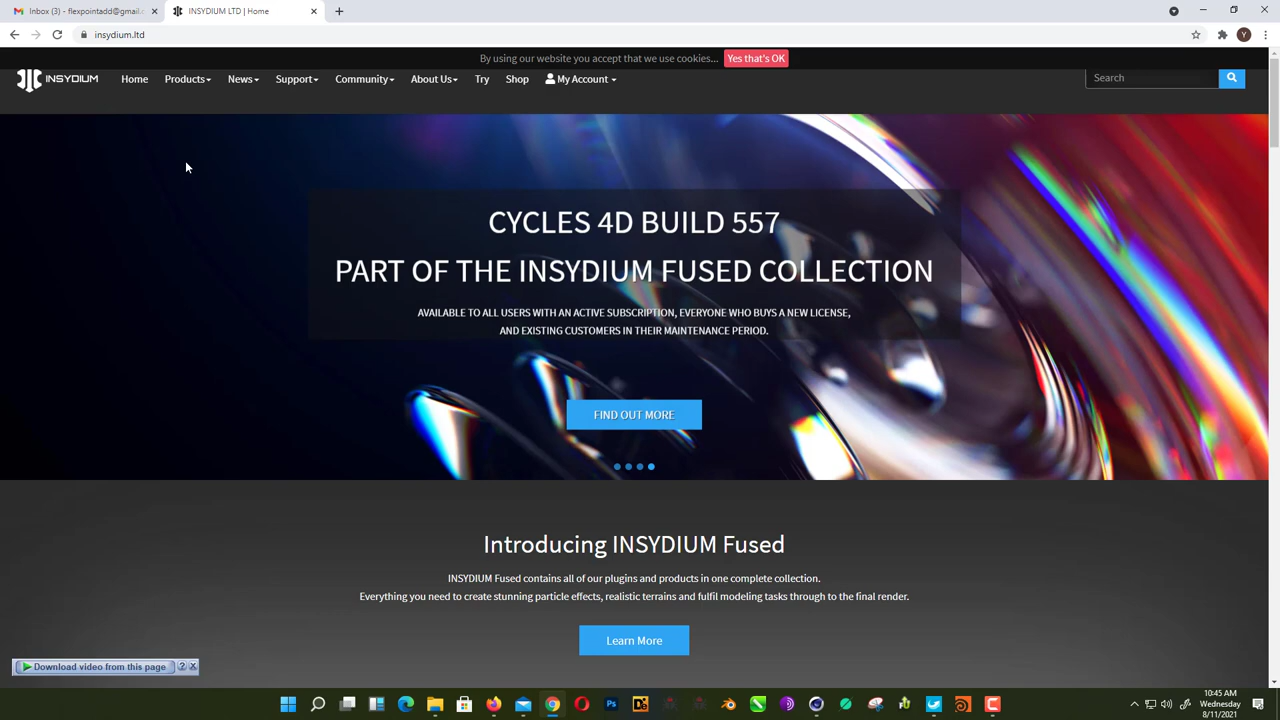 Inbox (3) - flexpointadd@gmail.c
INSYDIUM LTD | Home
insydium.ltd
Y
By using our website you accept that we use cookies... Yes that's OK
INSYDIUM
Home
Products
News
Support
Community
About Us
Try
Shop
My Account
Search
CYCLES 4D BUILD 557
PART OF THE INSYDIUM FUSED COLLECTION
AVAILABLE TO ALL USERS WITH AN ACTIVE SUBSCRIPTION, EVERYONE WHO BUYS A NEW LICENSE,
AND EXISTING CUSTOMERS IN THEIR MAINTENANCE PERIOD.
FIND OUT MORE
Introducing INSYDIUM Fused
INSYDIUM Fused contains all of our plugins and products in one complete collection.
Everything you need to create stunning particle effects, realistic terrains and fulfil modeling tasks through to the final render.
Learn More
Download video from this page
?
Ps
10:45 AM
Wednesday
8/11/2021